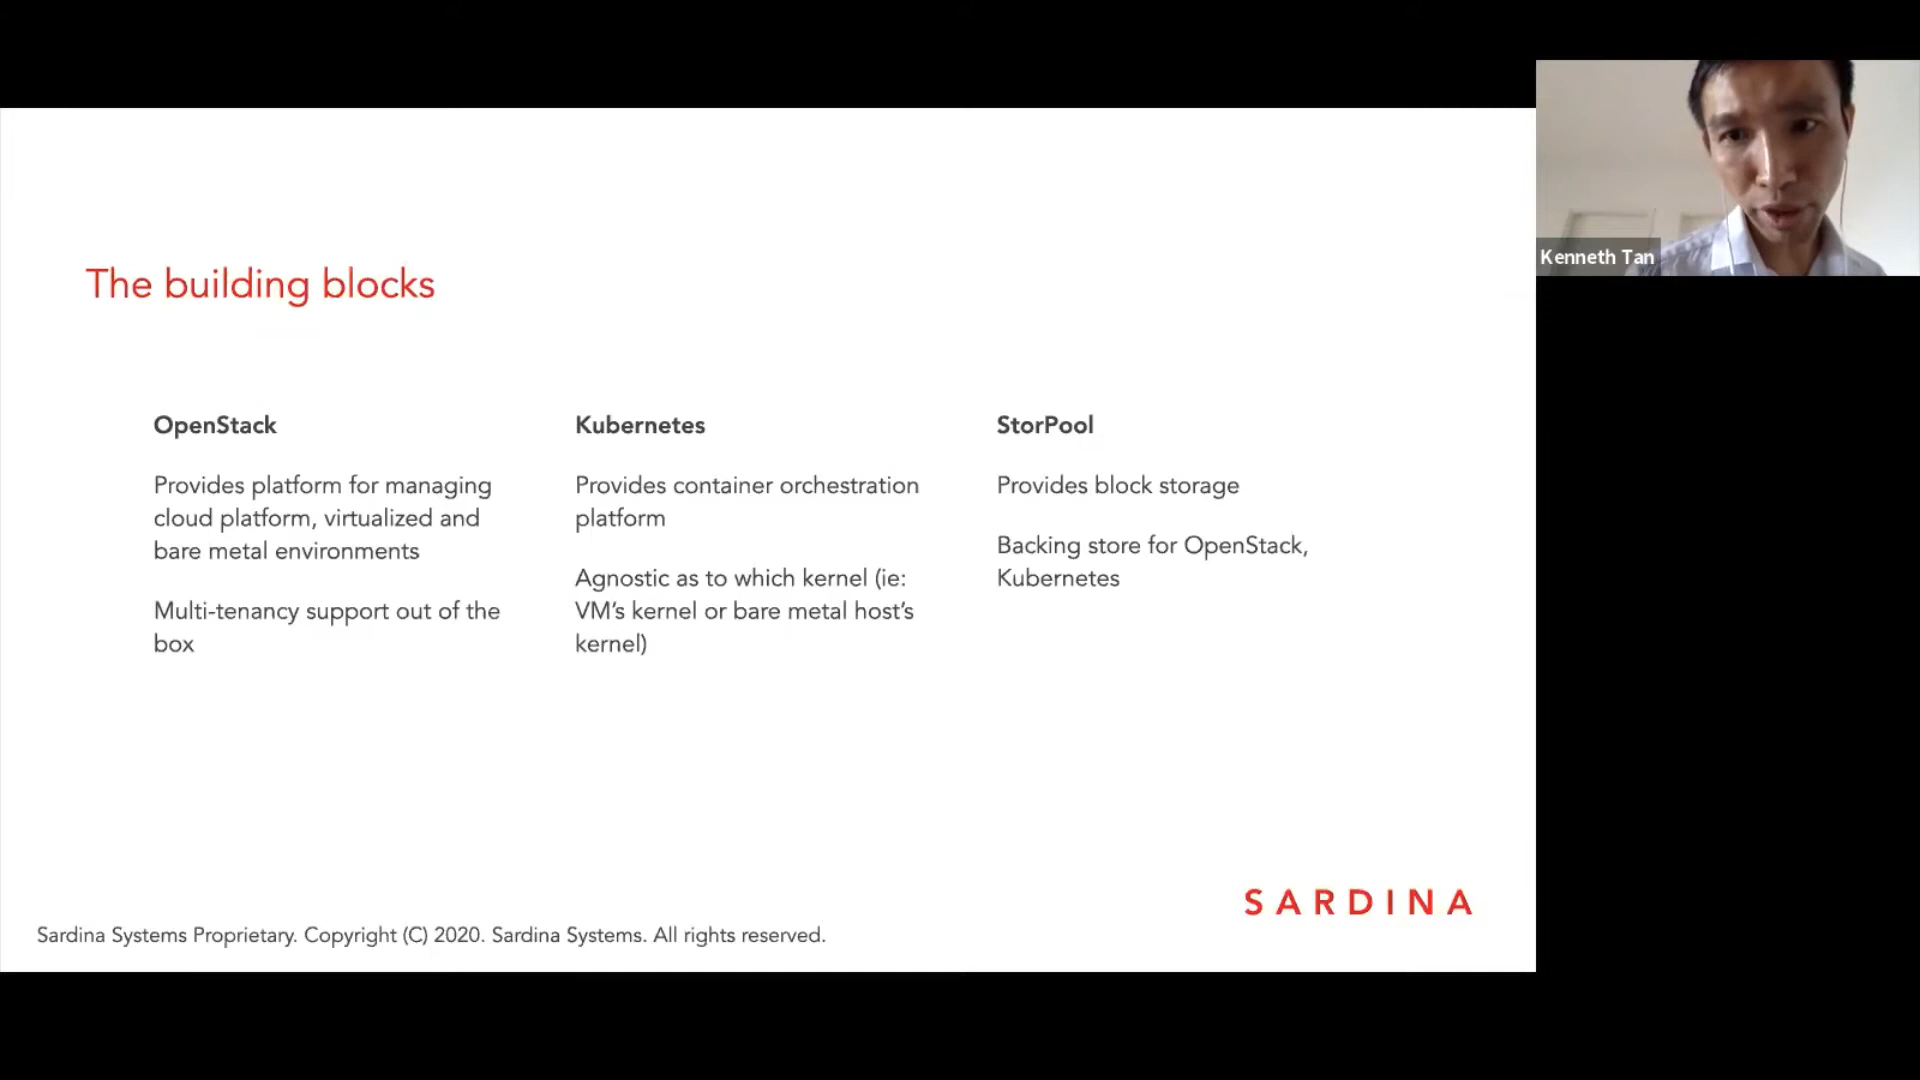 The building blocks
OpenStack
Provides platform for managing
cloud platform, virtualized and
bare metal environments
Multi-tenancy support out of the
box
Kubernetes
Provides container orchestration
platform
Agnostic as to which kernel (ie:
VM’s kernel or bare metal host’s
kernel)
StorPool
Provides block storage
Backing store for OpenStack,
Kubernetes
SARDINA
Sardina Systems Proprietary. Copyright (C) 2020. Sardina Systems. All rights reserved.
Kenneth Tan